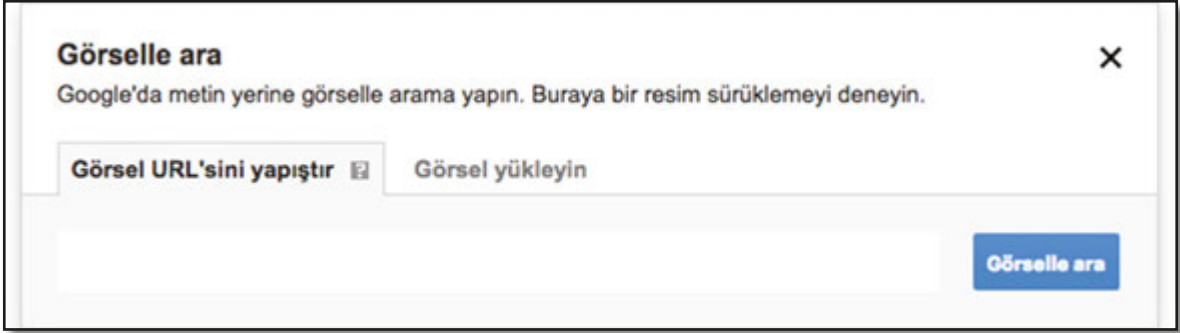 Görselle ara
Google'da metin yerine görselle arama yapın. Buraya bir resim sürüklemeyi deneyin.
Görsel URL'sini yapıştır ? Görsel yükleyin
Görselle ara